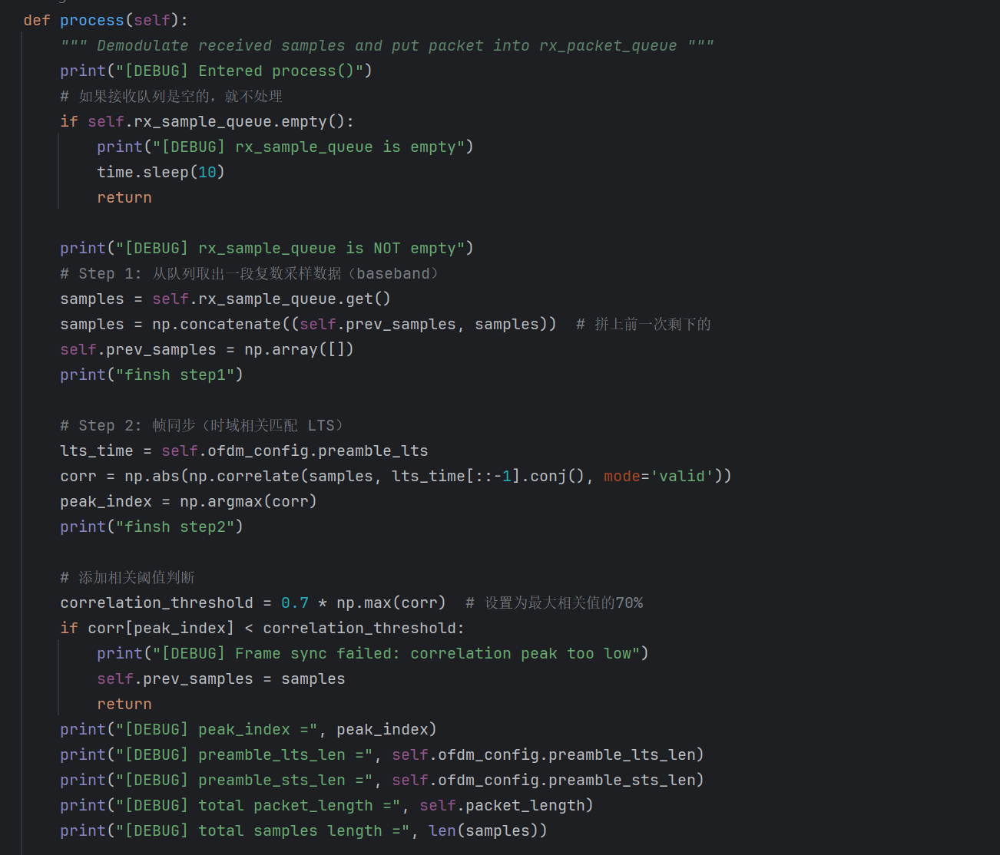 def process(self):
    """ Demodulate received samples and put packet into rx_packet_queue """
    print("[DEBUG] Entered process()")
    # 如果接收队列是空的，就不处理
    if self.rx_sample_queue.empty():
        print("[DEBUG] rx_sample_queue is empty")
        time.sleep(10)
        return

    print("[DEBUG] rx_sample_queue is NOT empty")
    # Step 1: 从队列取出一段复数采样数据（baseband）
    samples = self.rx_sample_queue.get()
    samples = np.concatenate((self.prev_samples, samples))  # 拼上前一次剩下的
    self.prev_samples = np.array([])
    print("finsh step1")

    # Step 2: 帧同步（时域相关匹配 LTS）
    lts_time = self.ofdm_config.preamble_lts
    corr = np.abs(np.correlate(samples, lts_time[::-1].conj(), mode='valid'))
    peak_index = np.argmax(corr)
    print("finsh step2")

    # 添加相关阈值判断
    correlation_threshold = 0.7 * np.max(corr)  # 设置为最大相关值的70%
    if corr[peak_index] < correlation_threshold:
        print("[DEBUG] Frame sync failed: correlation peak too low")
        self.prev_samples = samples
        return
    print("[DEBUG] peak_index =", peak_index)
    print("[DEBUG] preamble_lts_len =", self.ofdm_config.preamble_lts_len)
    print("[DEBUG] preamble_sts_len =", self.ofdm_config.preamble_sts_len)
    print("[DEBUG] total packet_length =", self.packet_length)
    print("[DEBUG] total samples length =", len(samples))